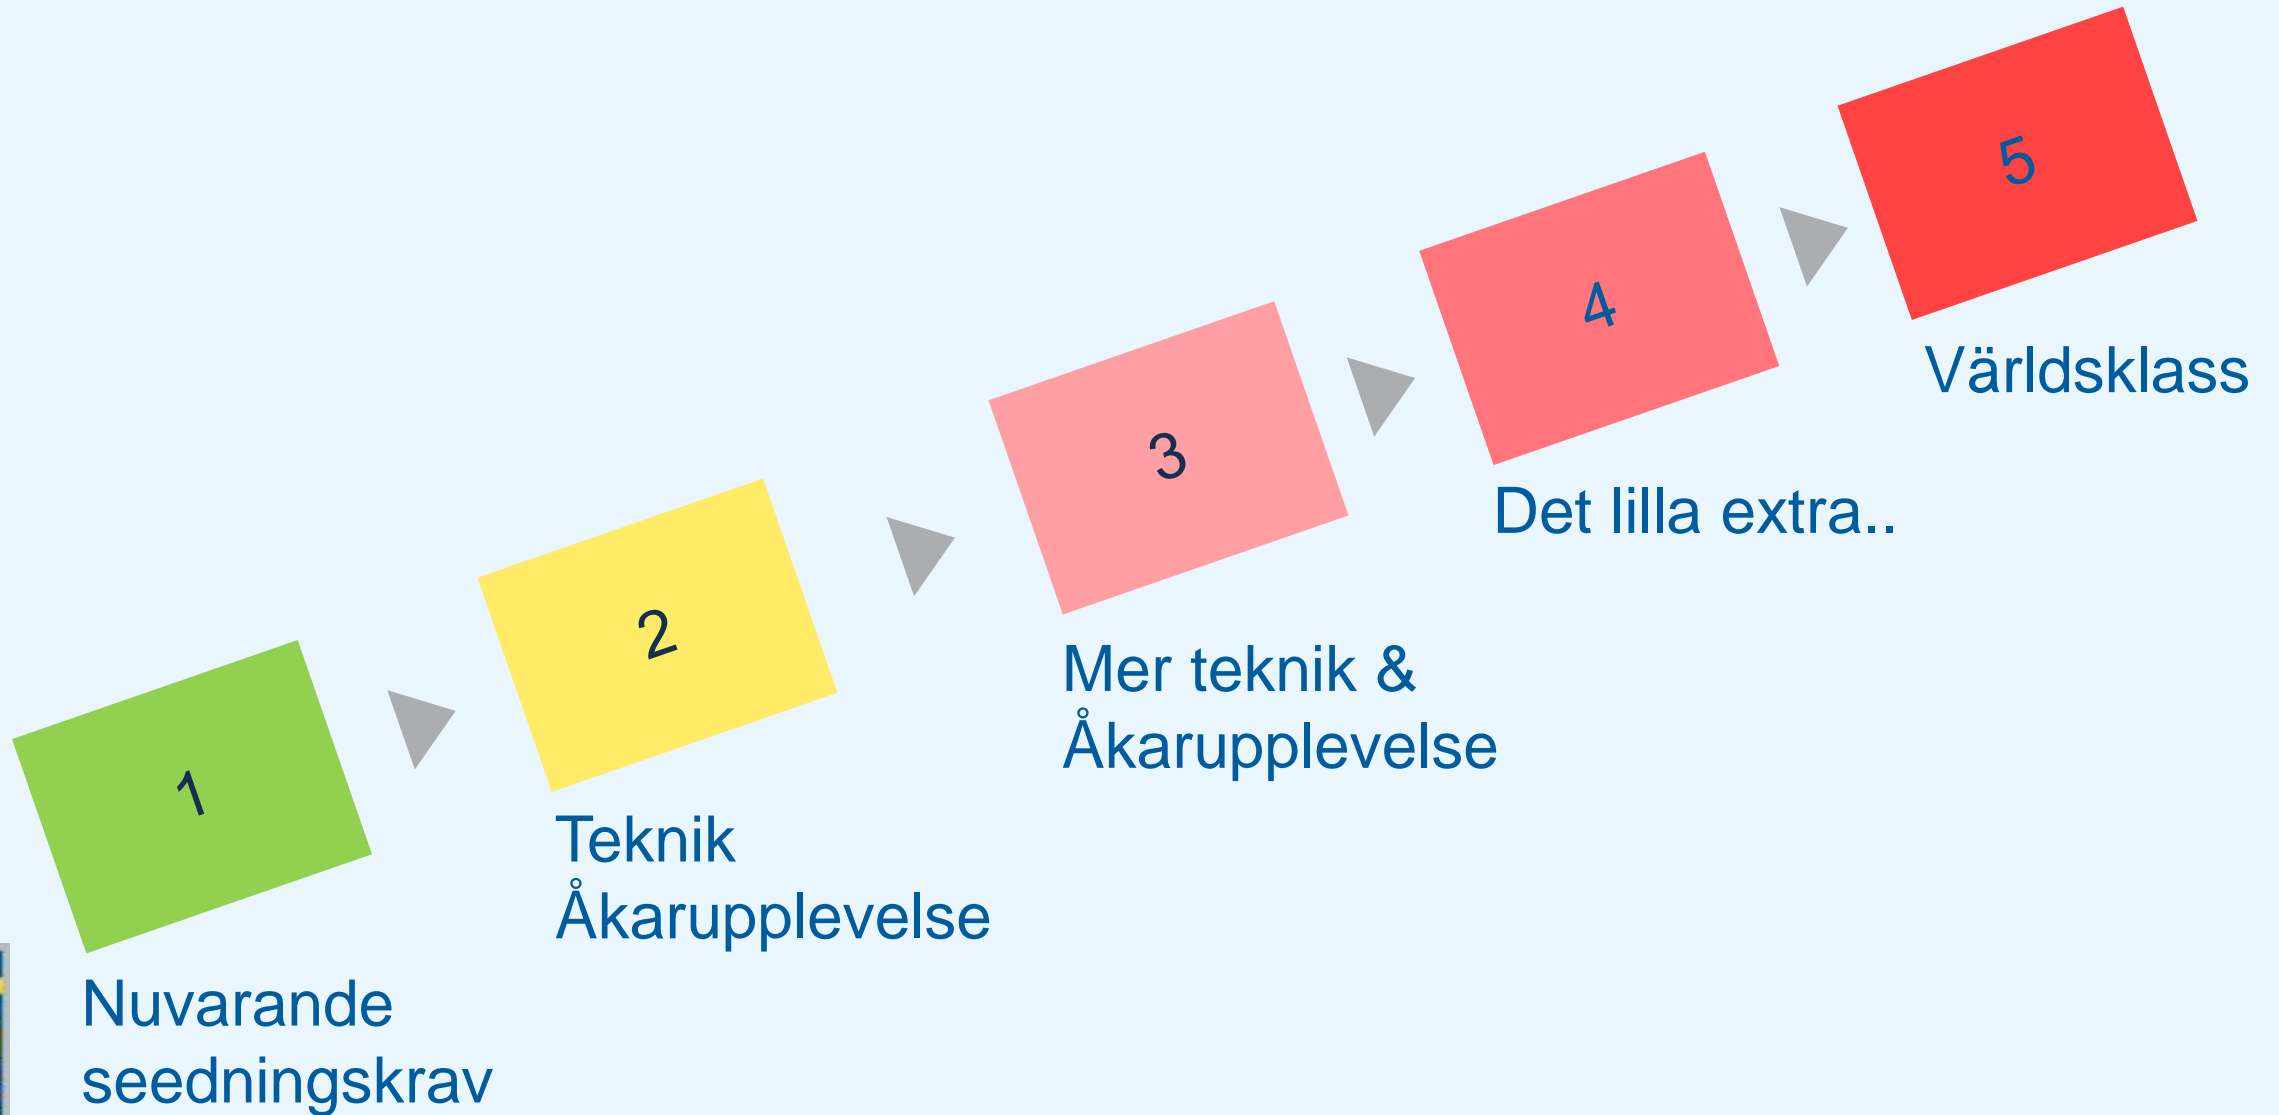 1
Nuvarande
seedningskrav
2
Teknik
Åkarupplevelse
3
Mer teknik &
Åkarupplevelse
4
Det lilla extra..
5
Världsklass